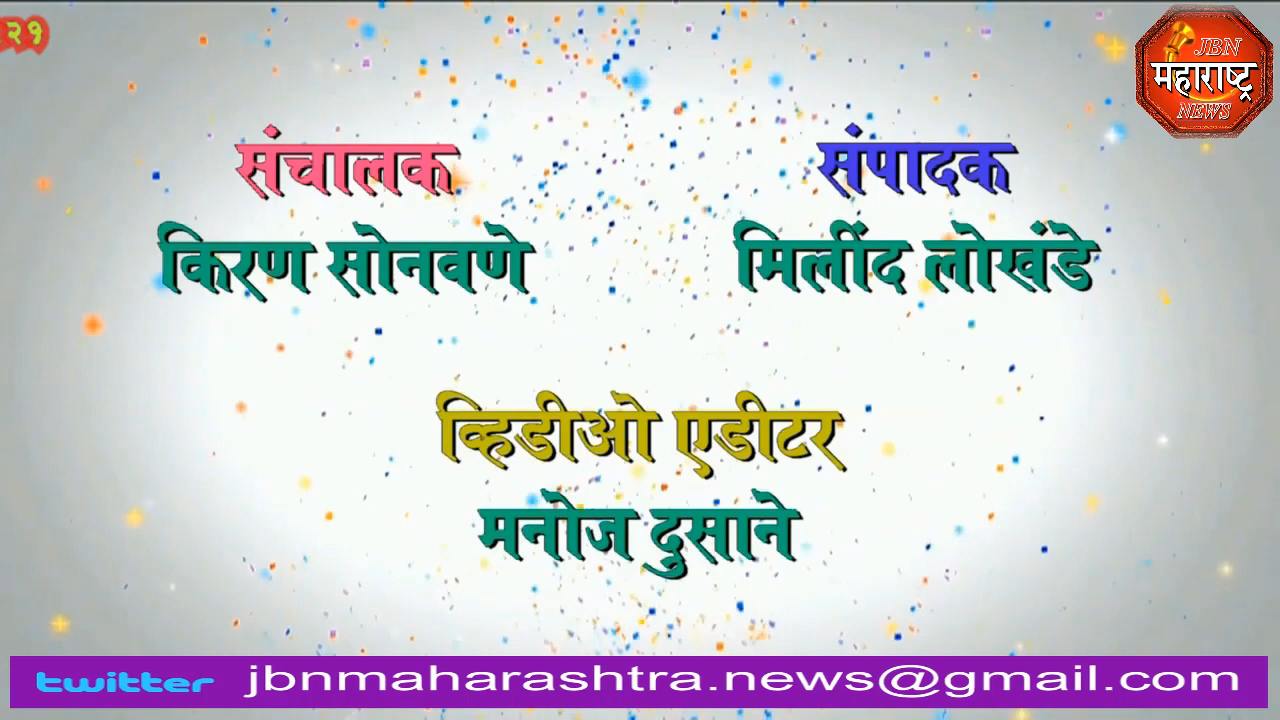 २१
JBN
महाराष्ट्र
NEWS
संचालक
संपादक
किरण सोनवणे
मिलींद लोखंडे
व्हिडीओ एडीटर
मनोज दुसाने
twitter jbnmaharashtra.news@gmail.com